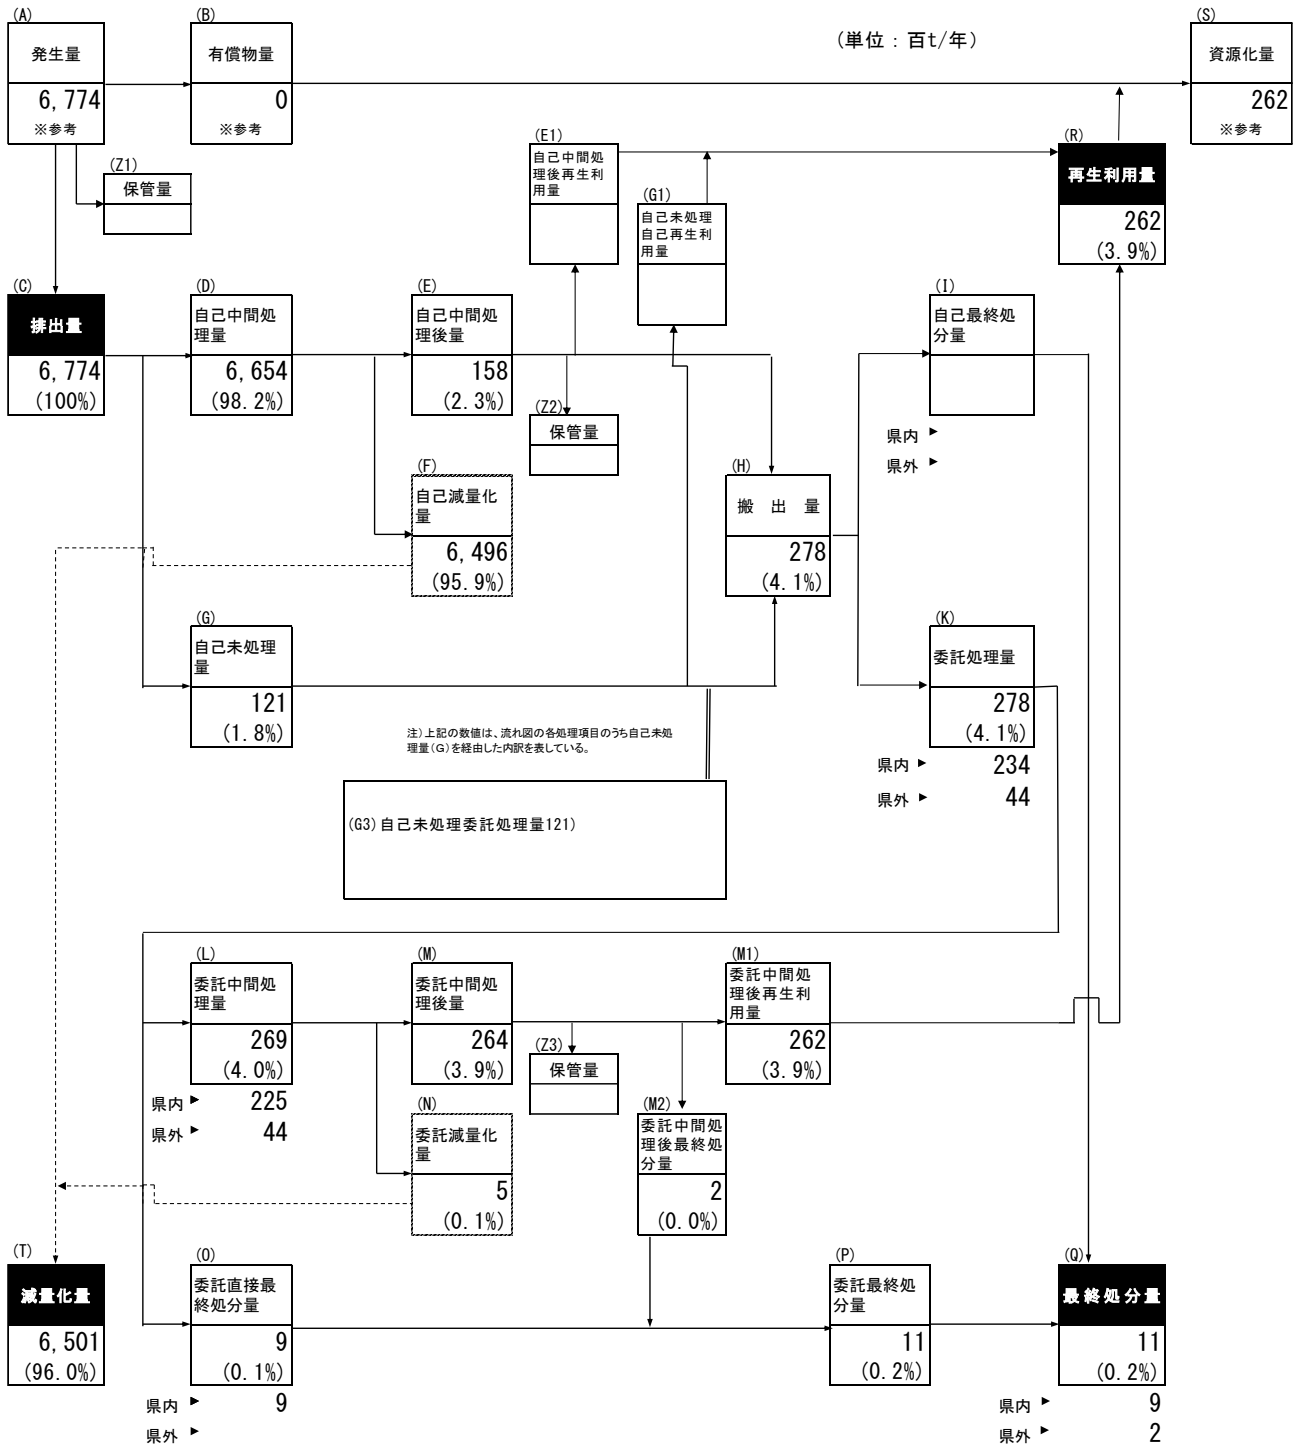 (A)
発生量
6,774
※参考
(B)
有償物量
0
※参考
(単位：百t/年)
(S)
資源化量
262
※参考
(Z1)
保管量
(E1)
自己中間処
理後再生利
用量
(G1)
自己未処理
自己再生利
用量
(R)
再生利用量
262
(3.9%)
(C)
排出量
6,774
(100%)
(D)
自己中間処
理量
6,654
(98.2%)
(E)
自己中間処
理後量
158
(2.3%)
(Z2)
保管量
(I)
自己最終処
分量
県内
県外
(F)
自己減量化
量
6,496
(95.9%)
(H)
搬出量
278
(4.1%)
(G)
自己未処理
量
121
(1.8%)
(K)
委託処理量
278
(4.1%)
県内 234
県外 44
注）上記の数値は、流れ図の各処理項目のうち自己未処
理量（G）を経由した内訳を表している。
(G3)自己未処理委託処理量121)
(L)
委託中間処
理量
269
(4.0%)
県内 225
県外 44
(M)
委託中間処
理後量
264
(3.9%)
(Z3)
保管量
(M1)
委託中間処
理後再生利
用量
262
(3.9%)
(N)
委託減量化
量
5
(0.1%)
(M2)
委託中間処
理後最終処
分量
2
(0.0%)
(T)
減量化量
6,501
(96.0%)
(O)
委託直接最
終処分量
9
(0.1%)
県内 9
県外
(P)
委託最終処
分量
11
(0.2%)
(Q)
最終処分量
11
(0.2%)
県内 9
県外 2